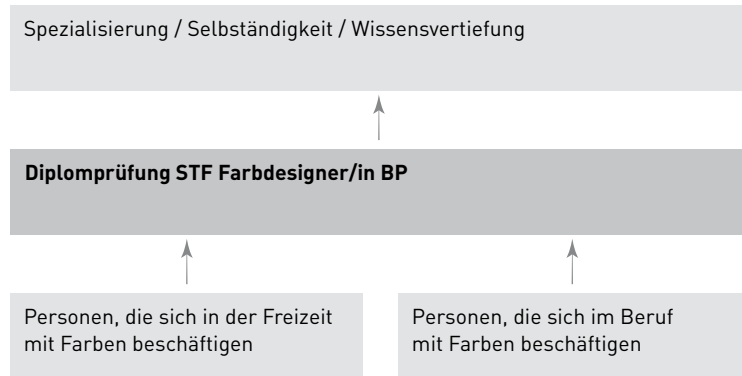 Spezialisierung / Selbständigkeit / Wissensvertiefung
Diplomprüfung STF Farbdesigner/in BP
Personen, die sich in der Freizeit
mit Farben beschäftigen
Personen, die sich im Beruf
mit Farben beschäftigen